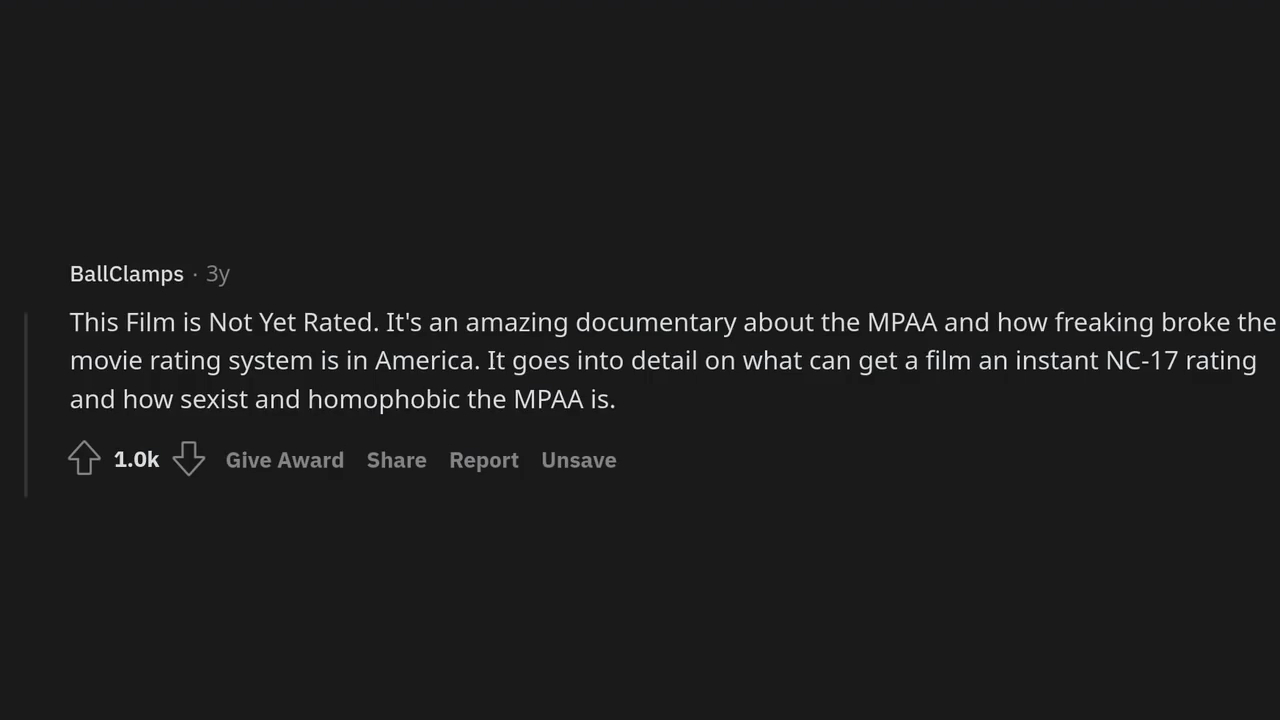 BallClamps · 3y
This Film is Not Yet Rated. It's an amazing documentary about the MPAA and how freaking broke the
movie rating system is in America. It goes into detail on what can get a film an instant NC-17 rating
and how sexist and homophobic the MPAA is.
1.0k Give Award Share Report Unsave